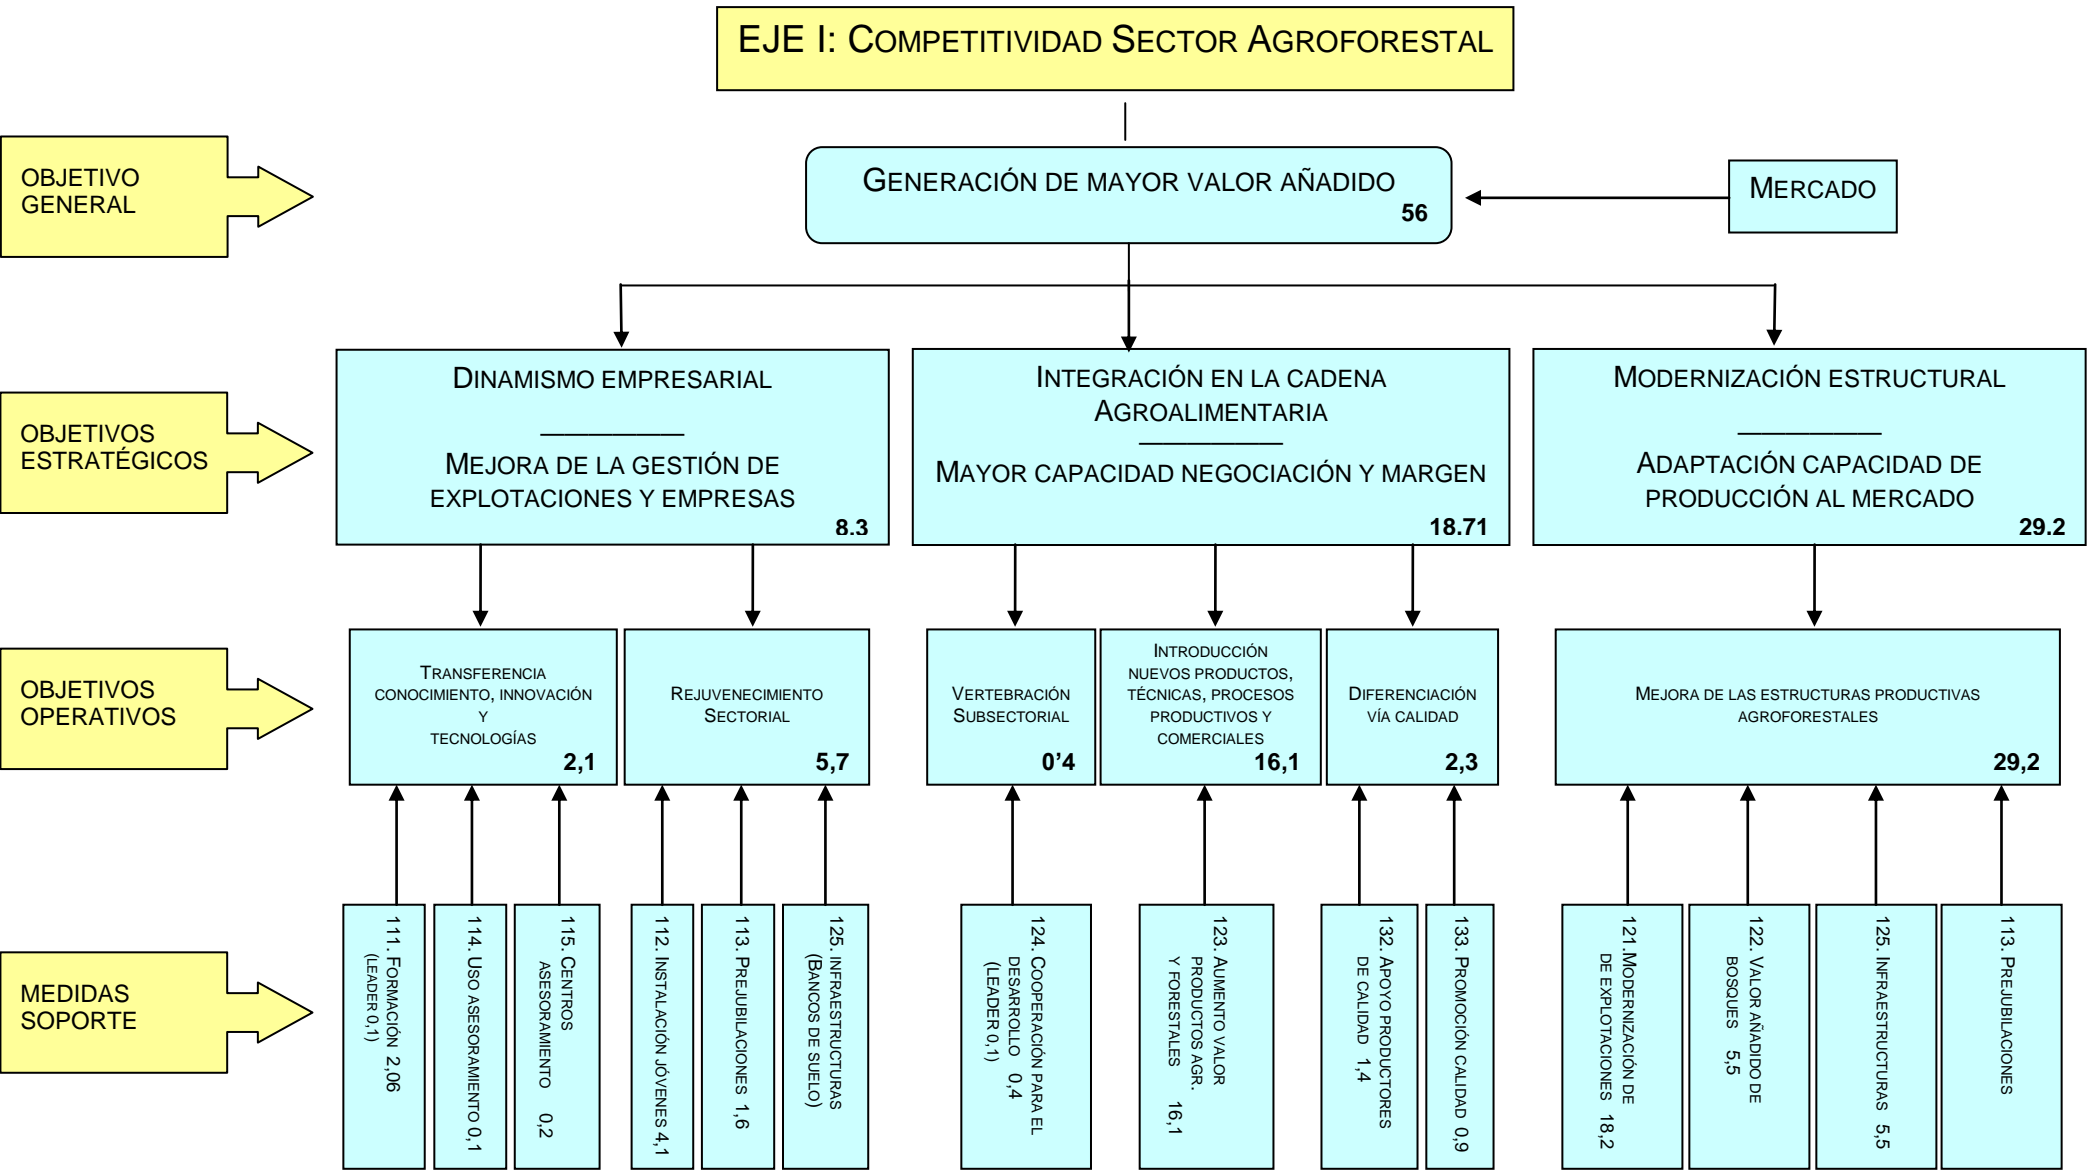 EJE I: COMPETITIVIDAD SECTOR AGROFORESTAL
OBJETIVO
GENERAL
GENERACIÓN DE MAYOR VALOR AÑADIDO
56
MERCADO
OBJETIVOS
ESTRATÉGICOS
DINAMISMO EMPRESARIAL
MEJORA DE LA GESTIÓN DE
EXPLOTACIONES Y EMPRESAS
8.3
INTEGRACIÓN EN LA CADENA
AGROALIMENTARIA
MAYOR CAPACIDAD NEGOCIACIÓN Y MARGEN
18.71
MODERNIZACIÓN ESTRUCTURAL
ADAPTACIÓN CAPACIDAD DE
PRODUCCIÓN AL MERCADO
29.2
OBJETIVOS
OPERATIVOS
TRANSFERENCIA
CONOCIMIENTO, INNOVACIÓN
Y
TECNOLOGÍAS
2,1
REJUVENECIMIENTO
SECTORIAL
5,7
VERTEBRACIÓN
SUBSECTORIAL
0’4
INTRODUCCIÓN
NUEVOS PRODUCTOS,
TÉCNICAS, PROCESOS
PRODUCTIVOS Y
COMERCIALES
16,1
DIFERENCIACIÓN
VÍA CALIDAD
2,3
MEJORA DE LAS ESTRUCTURAS PRODUCTIVAS
AGROFORESTALES
29,2
MEDIDAS
SOPORTE
111. FORMACIÓN 2,06
(LEADER 0,1)
114. USO ASESORAMIENTO 0,1
115. CENTROS
ASESORAMIENTO 0,2
112. INSTALACIÓN JÓVENES 4,1
113. PREJUBILACIONES 1,6
125. INFRAESTRUCTURAS
(BANCOS DE SUELO)
124. COOPERACIÓN PARA EL
DESARROLLO 0,4
(LEADER 0,1)
123. AUMENTO VALOR
PRODUCTOS AGR.
Y FORESTALES 16,1
132. APOYO PRODUCTORES
DE CALIDAD 1,4
133. PROMOCIÓN CALIDAD 0,9
121.MODERNIZACIÓN DE
DE EXPLOTACIONES 18,2
122. VALOR AÑADIDO DE
BOSQUES 5,5
125. INFRAESTRUCTURAS 5,5
113. PREJUBILACIONES